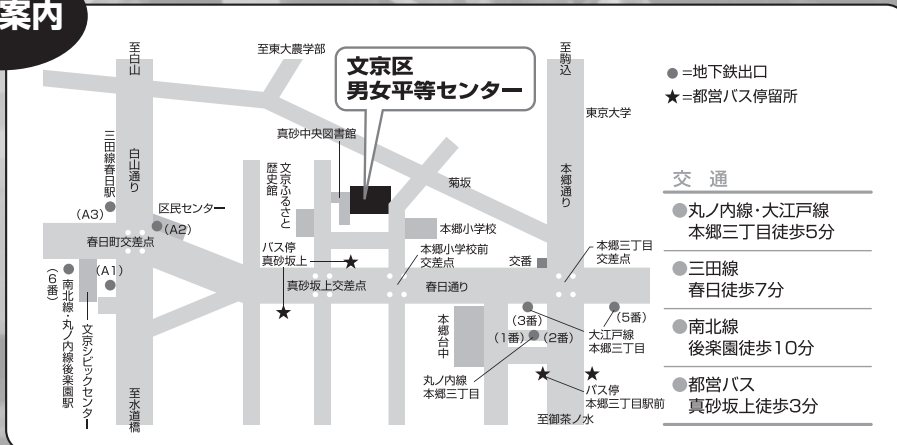 案内
至白山
至東大農学部
文京区
男女平等センター
至駒込
●=地下鉄出口
★=都営バス停留所
東京大学
真砂中央図書館
三田線春日駅
白山通り
文京ふるさと
歴史館
菊坂
本郷通り
(A3)
区民センター
(A2)
本郷小学校
春日町交差点
バス停
真砂坂上
本郷小学校前
交差点
交番
本郷三丁目
交差点
(A1)
(6番)
南北線・丸ノ内線後楽園駅
文京シビックセンター
真砂坂上交差点
春日通り
本郷台中
(3番)
(5番)
(1番)
(2番)
大江戸線
本郷三丁目
丸ノ内線
本郷三丁目
バス停
本郷三丁目駅前
至水道橋
至御茶ノ水
交 通
●丸ノ内線・大江戸線
本郷三丁目徒歩5分
●三田線
春日徒歩7分
●南北線
後楽園徒歩10分
●都営バス
真砂坂上徒歩3分